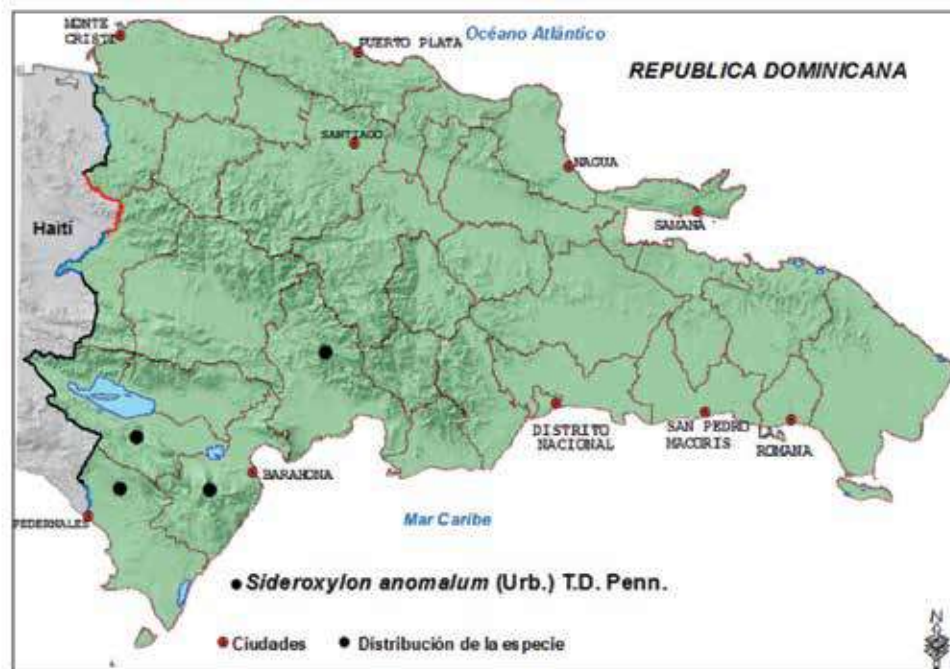 MONTE
CRISTI
PUERTO PLATA
Océano Atlántico
REPUBLICA DOMINICANA
SANTIAGO
NAGUA
SAMANÁ
Haití
DISTRITO
NACIONAL
SAN PEDRO
MACORIS
LA
ROMANA
BARAHONA
PEDERNALES
Mar Caribe
Sideroxylon anomalum (Urb.) T.D. Penn.
Ciudades
Distribución de la especie
N